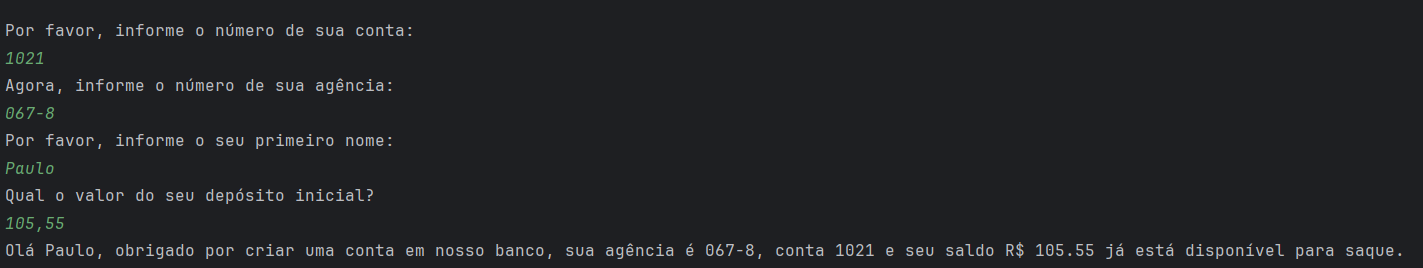 Por favor, informe o número de sua conta:
1021
Agora, informe o número de sua agência:
067-8
Por favor, informe o seu primeiro nome:
Paulo
Qual o valor do seu depósito inicial?
105,55
Olá Paulo, obrigado por criar uma conta em nosso banco, sua agência é 067-8, conta 1021 e seu saldo R$ 105.55 já está disponível para saque.